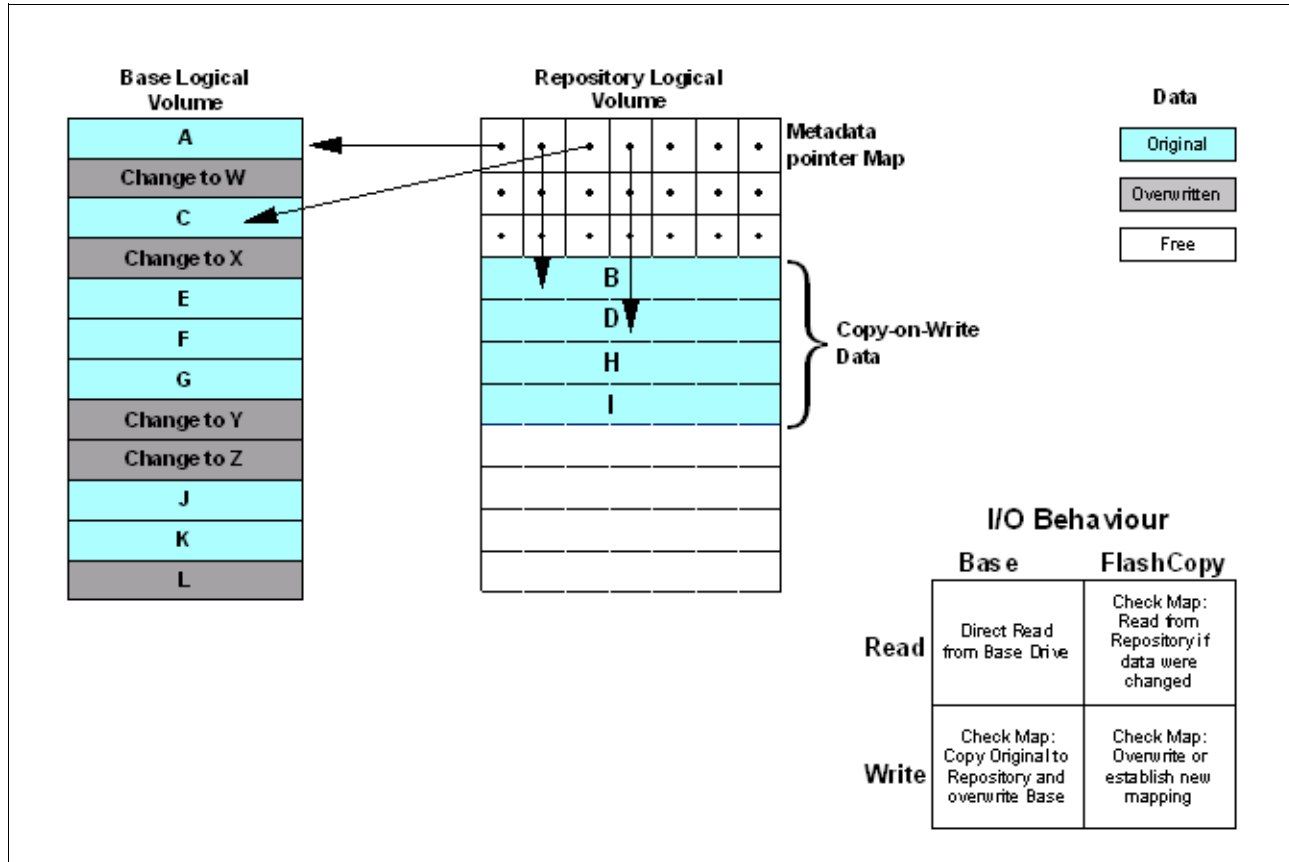 Base Logical
Volume
A
Change to W
C
Change to X
E
F
G
Change to Y
Change to Z
J
K
L
Repository Logical
Volume
Metadata
pointer Map
B
D
H
I
Copy-on-Write
Data
Data
Original
Overwritten
Free
I/O Behaviour
Base
FlashCopy
Read
Direct Read
from Base Drive
Check Map:
Read from
Repository if
data were
changed
Write
Check Map:
Copy Original to
Repository and
overwrite Base
Check Map:
Overwrite or
establish new
mapping